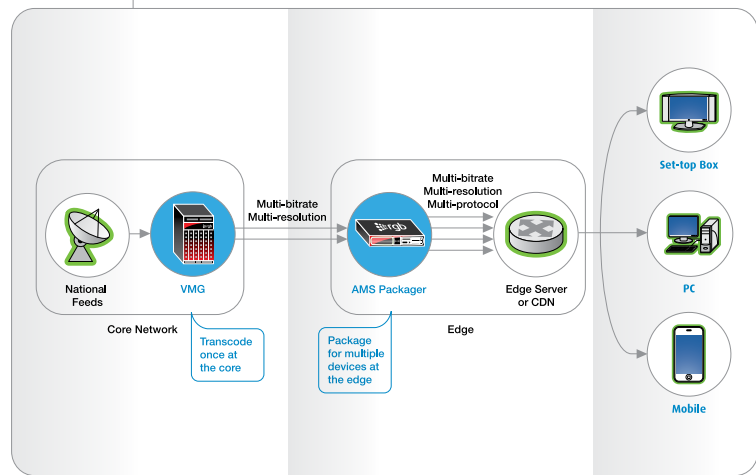 Set-top Box
Multi-bitrate
Multi-resolution
Multi-protocol
Multi-bitrate
Multi-resolution
rgb
rgb
National
Feeds
VMG
AMS Packager
Edge Server
or CDN
PC
Core Network
Edge
Transcode
once at
the core
Package
for multiple
devices at
the edge
Mobile